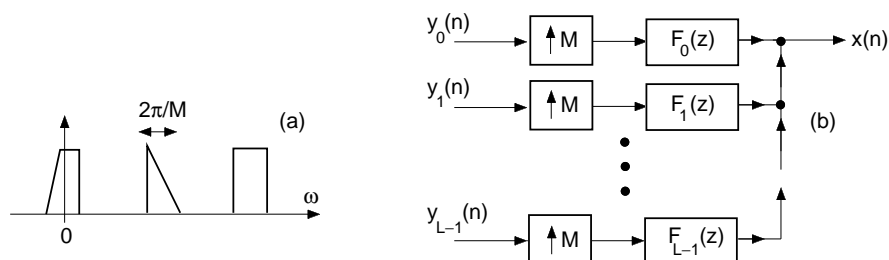 2π/M
(a)
ω
0
y0(n)
↑M
F0(z)
x(n)
y1(n)
↑M
F1(z)
(b)
yL–1(n)
↑M
FL–1(z)